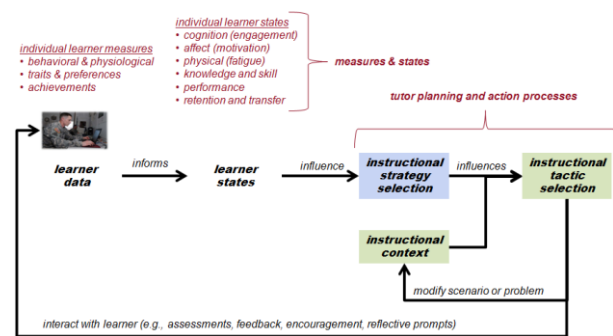 individual learner measures
• behavioral & physiological
• traits & preferences
• achievements
individual learner states
• cognition (engagement)
• affect (motivation)
• physical (fatigue)
• knowledge and skill
• performance
• retention and transfer
measures & states
tutor planning and action processes
learner
data
informs
learner
states
influence
instructional
strategy
selection
influences
instructional
tactic
selection
instructional
context
modify scenario or problem
interact with learner (e.g., assessments, feedback, encouragement, reflective prompts)